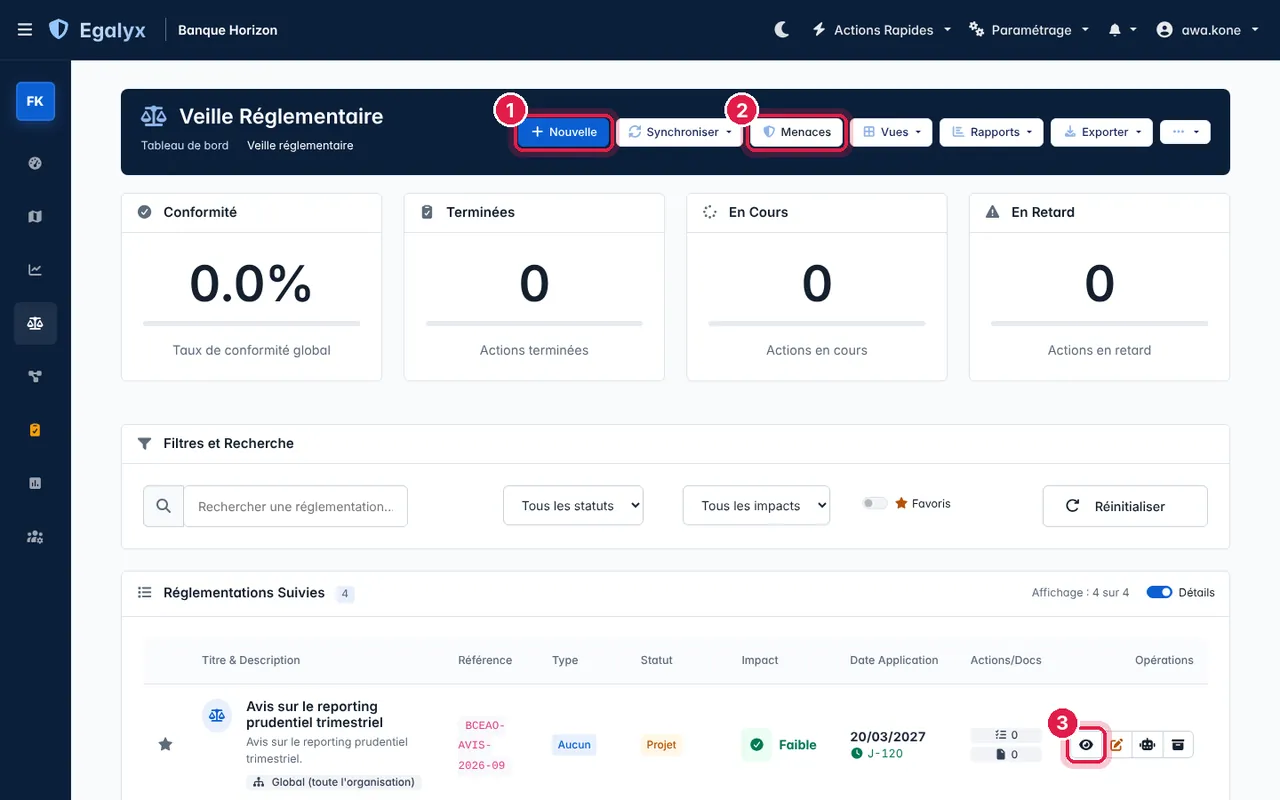 Egalyx
Banque Horizon
Actions Rapides
Paramétrage
awa.kone
FK
Veille Réglementaire
Tableau de bord Veille réglementaire
1
Nouvelle
Synchroniser
2
Menaces
Vues
Rapports
Exporter
Conformité
0.0%
Taux de conformité global
Terminées
0
Actions terminées
En Cours
0
Actions en cours
En Retard
0
Actions en retard
Filtres et Recherche
Rechercher une réglementation...
Tous les statuts
Tous les impacts
Favoris
Réinitialiser
Réglementations Suivies 4
Affichage : 4 sur 4
Détails
Titre & Description Référence Type Statut Impact Date Application Actions/Docs Opérations
Avis sur le reporting
prudentiel trimestriel
Avis sur le reporting prudentiel
trimestriel.
Global (toute l'organisation)
BCEAO-
AVIS-
2026-09
Aucun
Projet
Faible
20/03/2027
J-120
0
0
3